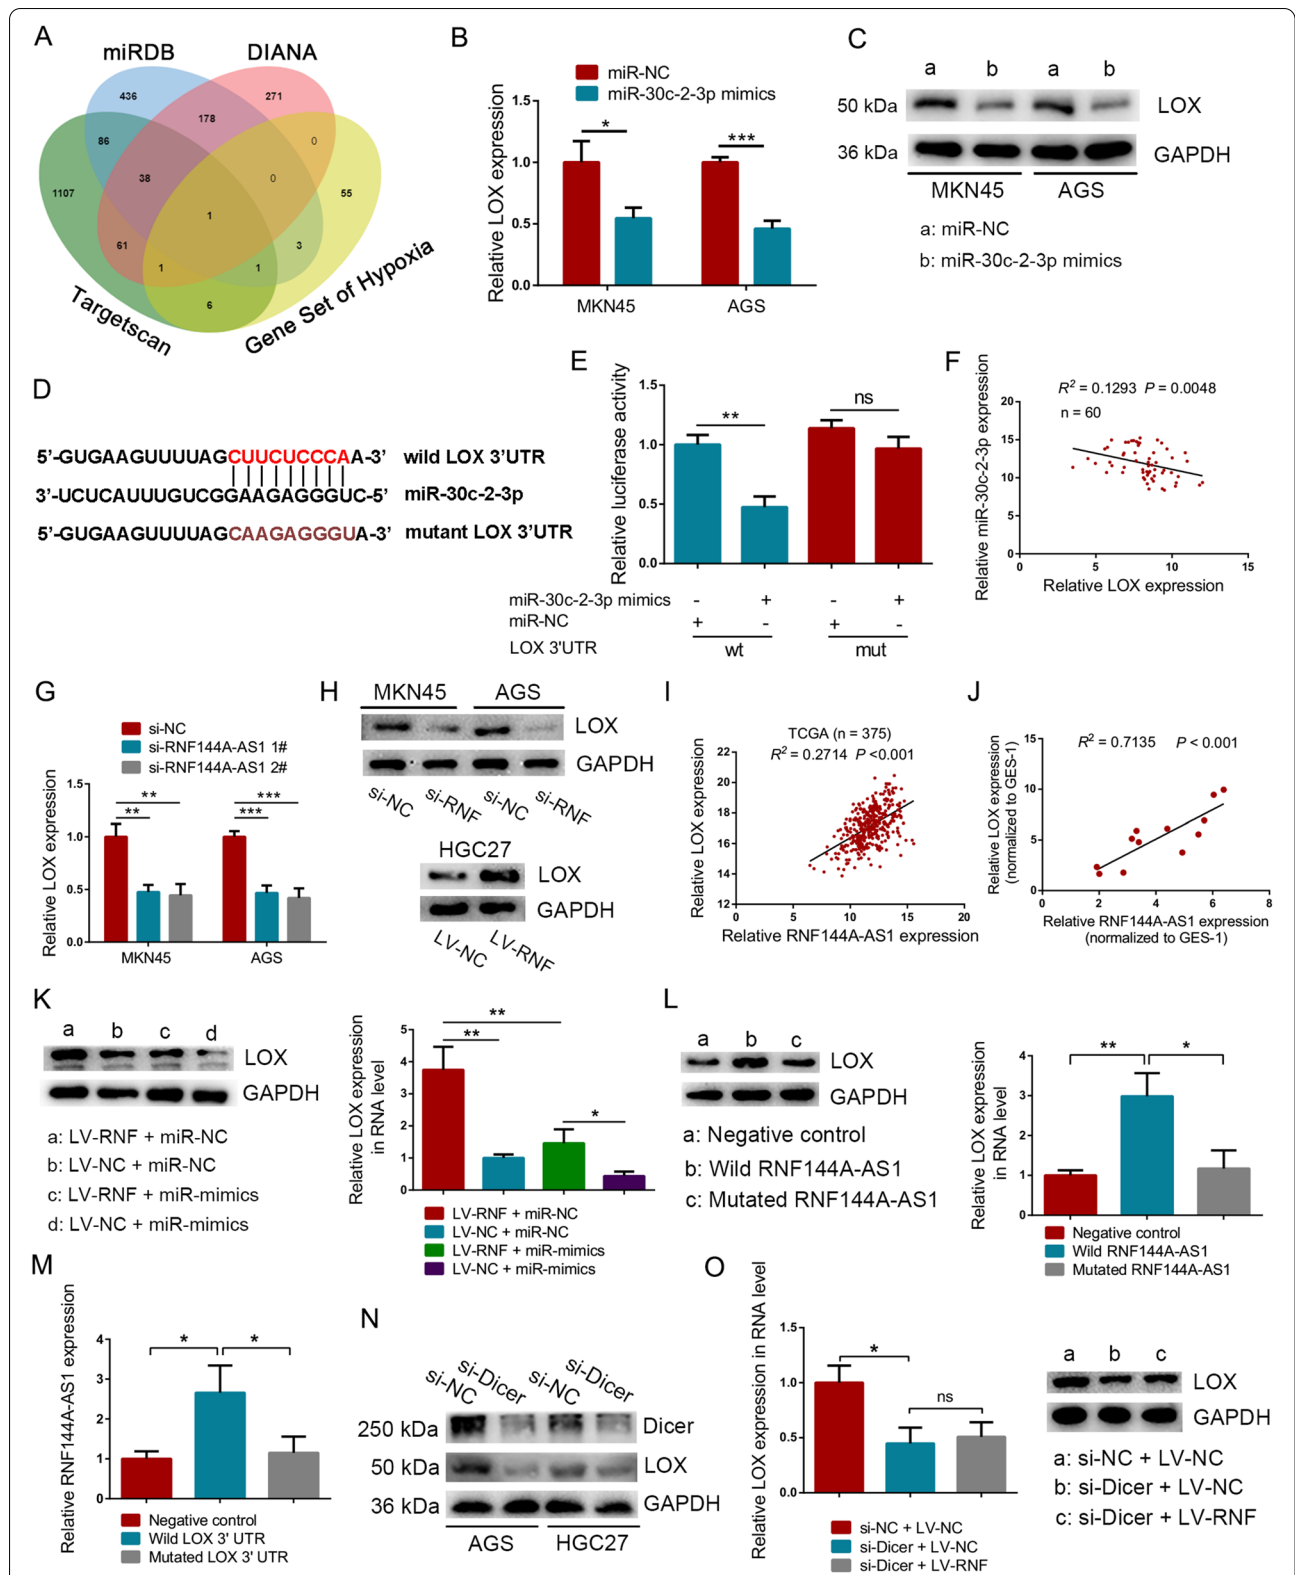 A
miRDB
DIANA
436
271
178
0
86
38
0
1107
55
1
61
3
1
1
6
Targetscan
Gene Set of Hypoxia
B
miR-NC
miR-30c-2-3p mimics
Relative LOX expression
1.5
1.0
0.5
0.0
*
***
MKN45
AGS
C
a b a b
50 kDa
LOX
36 kDa
GAPDH
MKN45
AGS
a: miR-NC
b: miR-30c-2-3p mimics
D
5’-GUGAAGUUUUAGCUUCUCCCAA-3’ wild LOX 3’UTR
3’-UCUCAUUUGUCGGAAGAGGGUC-5’ miR-30c-2-3p
5’-GUGAAGUUUUAGCAAGAGGGUA-3’ mutant LOX 3’UTR
E
Relative luciferase activity
1.5
1.0
0.5
0.0
**
ns
miR-30c-2-3p mimics - + - +
miR-NC + - + -
LOX 3'UTR wt mut
F
Relative miR-30c-2-3p expression
R² = 0.1293 P = 0.0048
n = 60
20
15
10
5
0
0 5 10 15
Relative LOX expression
G
si-NC
si-RNF144A-AS1 1#
si-RNF144A-AS1 2#
Relative LOX expression
1.5
1.0
0.5
0.0
**
**
***
***
MKN45
AGS
H
MKN45 AGS
LOX
GAPDH
si-NC
si-RNF
si-NC
si-RNF
HGC27
LOX
GAPDH
LV-NC
LV-RNF
I
TCGA (n = 375)
R² = 0.2714 P <0.001
Relative LOX expression
22
20
18
16
14
12
0 5 10 15 20
Relative RNF144A-AS1 expression
J
R² = 0.7135 P < 0.001
Relative LOX expression
(normalized to GES-1)
15
10
5
0
0 2 4 6 8
Relative RNF144A-AS1 expression
(normalized to GES-1)
K
a b c d
LOX
GAPDH
a: LV-RNF + miR-NC
b: LV-NC + miR-NC
c: LV-RNF + miR-mimics
d: LV-NC + miR-mimics
Relative LOX expression
in RNA level
5
4
3
2
1
0
**
**
*
LV-RNF + miR-NC
LV-NC + miR-NC
LV-RNF + miR-mimics
LV-NC + miR-mimics
L
a b c
LOX
GAPDH
a: Negative control
b: Wild RNF144A-AS1
c: Mutated RNF144A-AS1
Relative LOX expression
in RNA level
4
3
2
1
0
**
*
Negative control
Wild RNF144A-AS1
Mutated RNF144A-AS1
M
Relative RNF144A-AS1 expression
4
3
2
1
0
*
*
Negative control
Wild LOX 3' UTR
Mutated LOX 3' UTR
N
si-NC
si-Dicer
si-NC
si-Dicer
250 kDa
Dicer
50 kDa
LOX
36 kDa
GAPDH
AGS
HGC27
O
Relative LOX expression in RNA level
1.5
1.0
0.5
0.0
*
ns
si-NC + LV-NC
si-Dicer + LV-NC
si-Dicer + LV-RNF
a b c
LOX
GAPDH
a: si-NC + LV-NC
b: si-Dicer + LV-NC
c: si-Dicer + LV-RNF